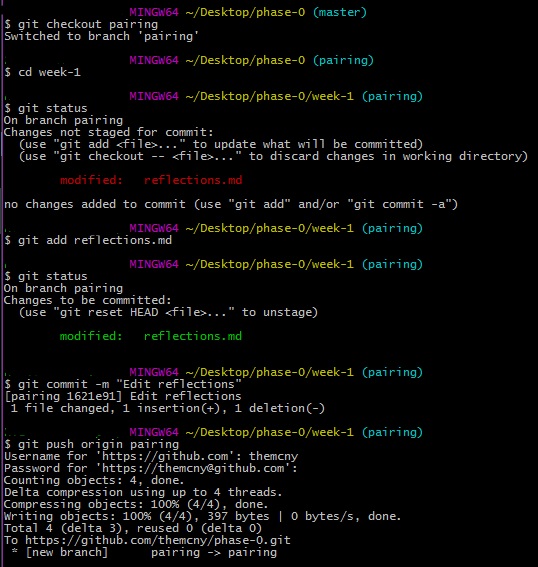 MINGW64 ~/Desktop/phase-0 (master)
$ git checkout pairing
Switched to branch 'pairing'
MINGW64 ~/Desktop/phase-0 (pairing)
$ cd week-1
MINGW64 ~/Desktop/phase-0/week-1 (pairing)
$ git status
On branch pairing
Changes not staged for commit:
(use "git add <file>..." to update what will be committed)
(use "git checkout -- <file>..." to discard changes in working directory)
modified: reflections.md
no changes added to commit (use "git add" and/or "git commit -a")
MINGW64 ~/Desktop/phase-0/week-1 (pairing)
$ git add reflections.md
MINGW64 ~/Desktop/phase-0/week-1 (pairing)
$ git status
On branch pairing
Changes to be committed:
(use "git reset HEAD <file>..." to unstage)
modified: reflections.md
MINGW64 ~/Desktop/phase-0/week-1 (pairing)
$ git commit -m "Edit reflections"
[pairing 1621e91] Edit reflections
1 file changed, 1 insertion(+), 1 deletion(-)
MINGW64 ~/Desktop/phase-0/week-1 (pairing)
$ git push origin pairing
Username for 'https://github.com': themcny
Password for 'https://themcny@github.com':
Counting objects: 4, done.
Delta compression using up to 4 threads.
Compressing objects: 100% (4/4), done.
Writing objects: 100% (4/4), 397 bytes | 0 bytes/s, done.
Total 4 (delta 3), reused 0 (delta 0)
To https://github.com/themcny/phase-0.git
* [new branch] pairing -> pairing